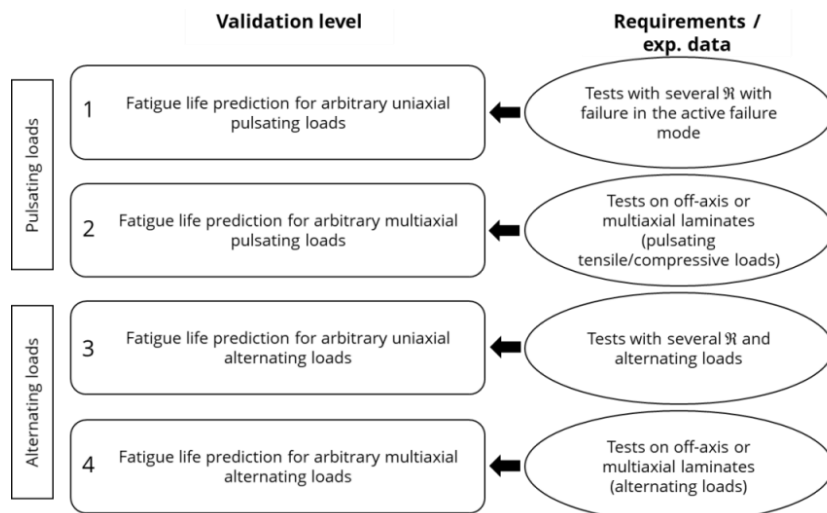 Validation level
Requirements /
exp. data
Pulsating loads
1
Fatigue life prediction for arbitrary uniaxial
pulsating loads
Tests with several ℜ with
failure in the active failure
mode
2
Fatigue life prediction for arbitrary multiaxial
pulsating loads
Tests on off-axis or
multiaxial laminates
(pulsating
tensile/compressive loads)
Alternating loads
3
Fatigue life prediction for arbitrary uniaxial
alternating loads
Tests with several ℜ and
alternating loads
4
Fatigue life prediction for arbitrary multiaxial
alternating loads
Tests on off-axis or
multiaxial laminates
(alternating loads)